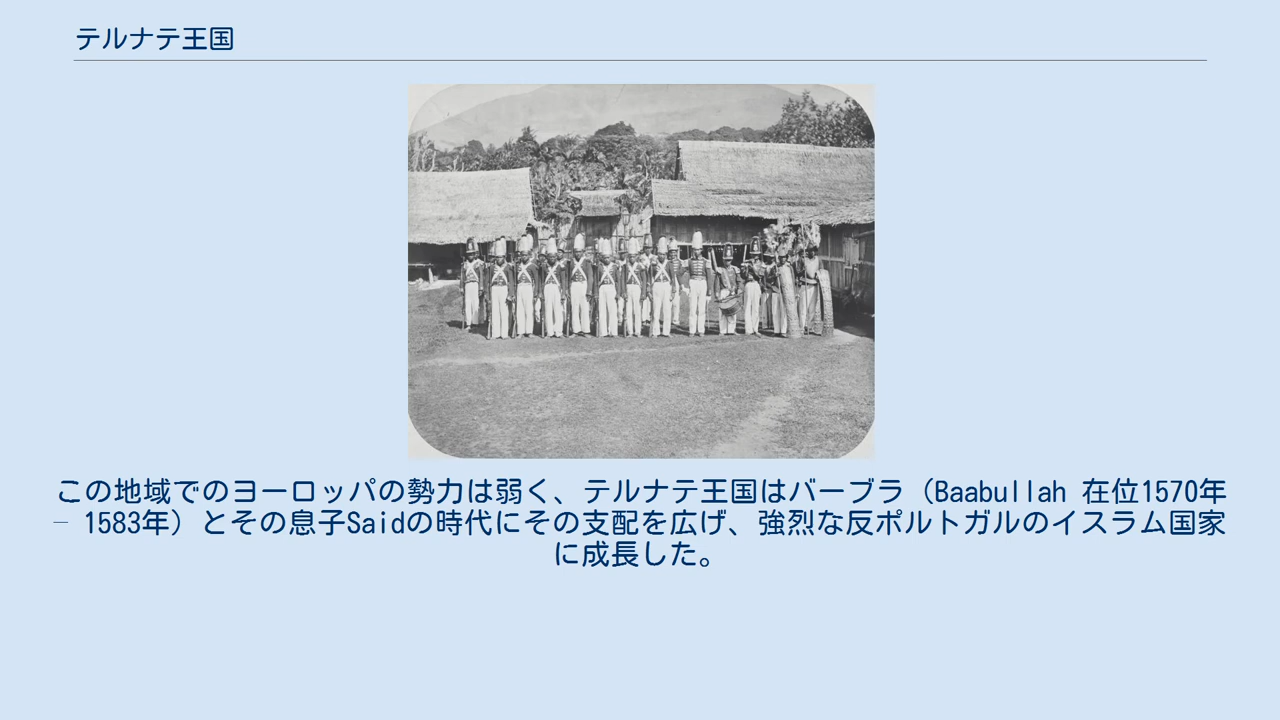 テルナテ王国
この地域でのヨーロッパの勢力は弱く、テルナテ王国はバーブラ（Baabullah 在位1570年
– 1583年）とその息子Saidの時代にその支配を広げ、強烈な反ポルトガルのイスラム国家
に成長した。